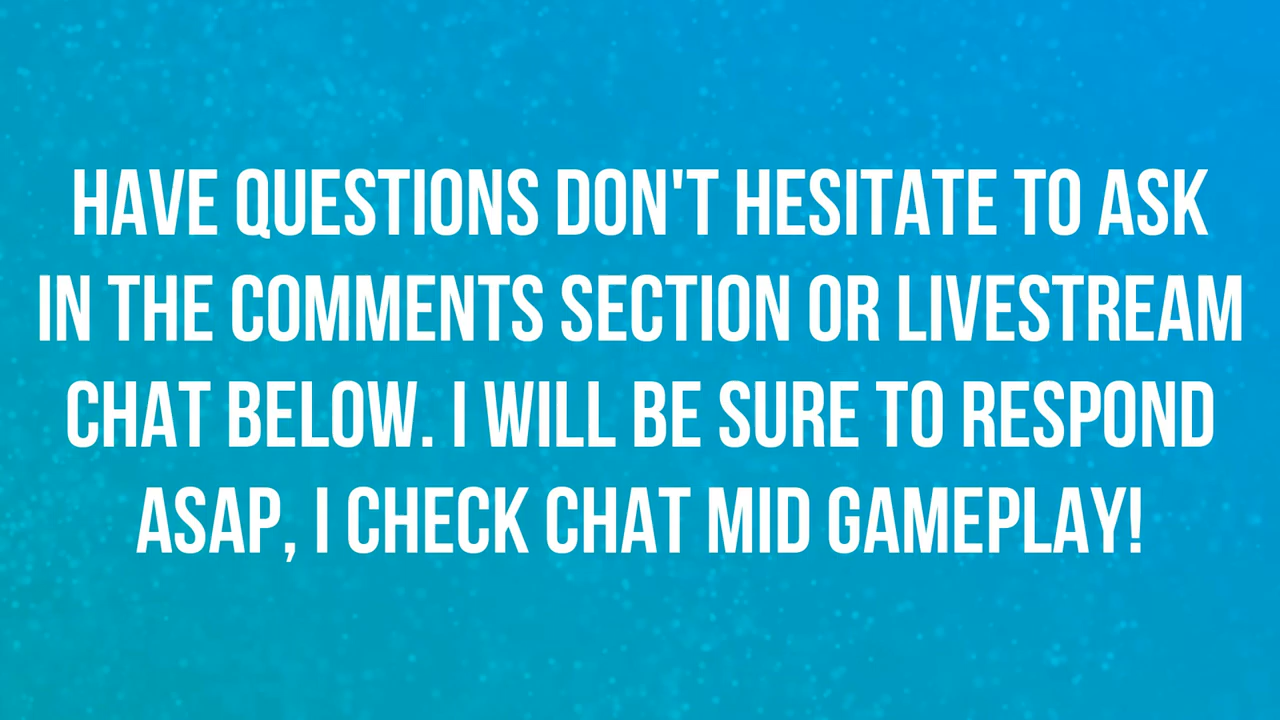 HAVE QUESTIONS DON'T HESITATE TO ASK
IN THE COMMENTS SECTION OR LIVESTREAM
CHAT BELOW. I WILL BE SURE TO RESPOND
ASAP, I CHECK CHAT MID GAMEPLAY!